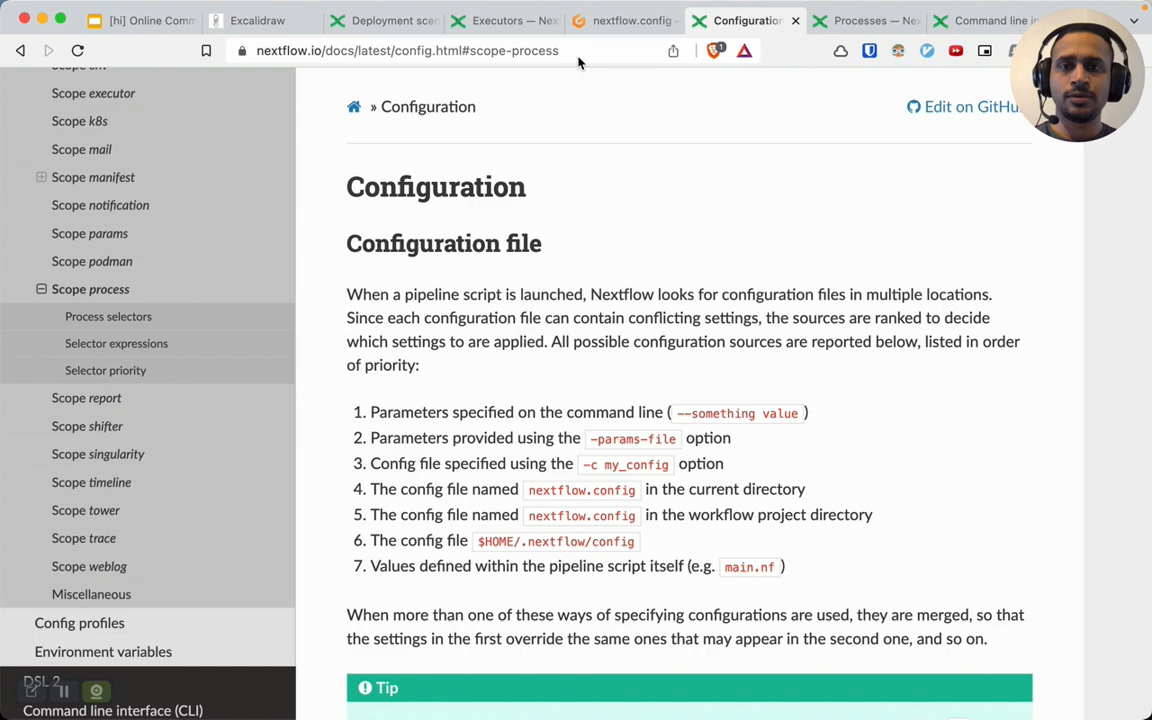 [hi] Online Comm
Excalidraw
Deployment scen
Executors — Nex
nextflow.config -
Configuration
Processes — Nex
Command line in
nextflow.io/docs/latest/config.html#scope-process
1
Scope executor
Scope k8s
Scope mail
Scope manifest
Scope notification
Scope params
Scope podman
Scope process
Process selectors
Selector expressions
Selector priority
Scope report
Scope shifter
Scope singularity
Scope timeline
Scope tower
Scope trace
Scope weblog
Miscellaneous
Config profiles
Environment variables
DSL 2
Command line interface (CLI)
» Configuration
Edit on GitHu
Configuration
Configuration file
When a pipeline script is launched, Nextflow looks for configuration files in multiple locations.
Since each configuration file can contain conflicting settings, the sources are ranked to decide
which settings to are applied. All possible configuration sources are reported below, listed in order
of priority:
1. Parameters specified on the command line ( --something value )
2. Parameters provided using the -params-file option
3. Config file specified using the -c my_config option
4. The config file named nextflow.config in the current directory
5. The config file named nextflow.config in the workflow project directory
6. The config file $HOME/.nextflow/config
7. Values defined within the pipeline script itself (e.g. main.nf )
When more than one of these ways of specifying configurations are used, they are merged, so that
the settings in the first override the same ones that may appear in the second one, and so on.
Tip